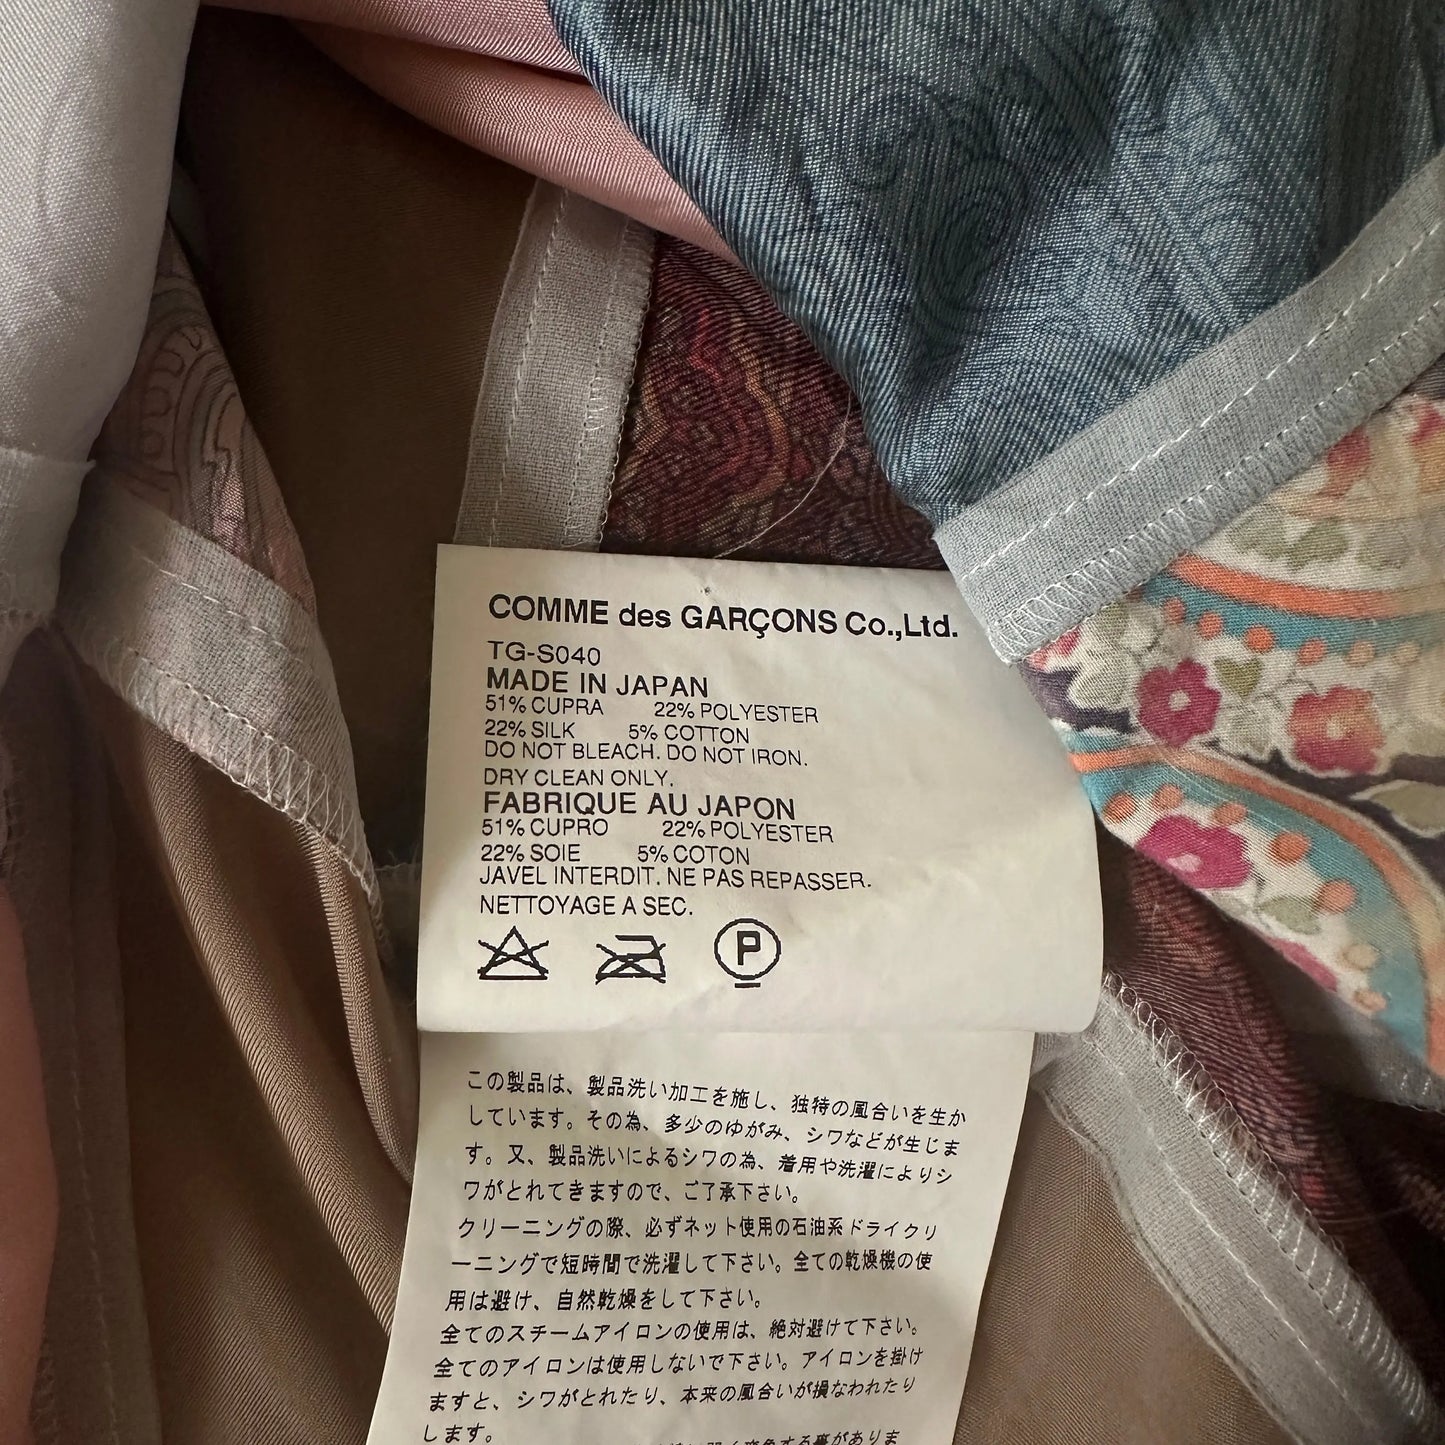 COMME des GARÇONS Co.,Ltd.
TG-S040
MADE IN JAPAN
51% CUPRA 22% POLYESTER
22% SILK 5% COTTON
DO NOT BLEACH. DO NOT IRON.
DRY CLEAN ONLY.
FABRIQUE AU JAPON
51% CUPRO 22% POLYESTER
22% SOIE 5% COTON
JAVEL INTERDIT. NE PAS REPASSER.
NETTOYAGE A SEC.
P
この製品は、製品洗い加工を施し、独特の風合いを生か
しています。その為、多少のゆがみ、シワなどが生じま
す。又、製品洗いによるシワの為、着用や洗濯によりシ
ワがとれてきますので、ご了承下さい。
クリーニングの際、必ずネット使用の石油系ドライクリ
ーニングで短時間で洗濯して下さい。全ての乾燥機の使
用は避け、自然乾燥をして下さい。
全てのスチームアイロンの使用は、絶対避けて下さい。
全てのアイロンは使用しないで下さい。アイロンを掛け
ますと、シワがとれたり、本来の風合いが損なわれたり
します。
変色する事がありま